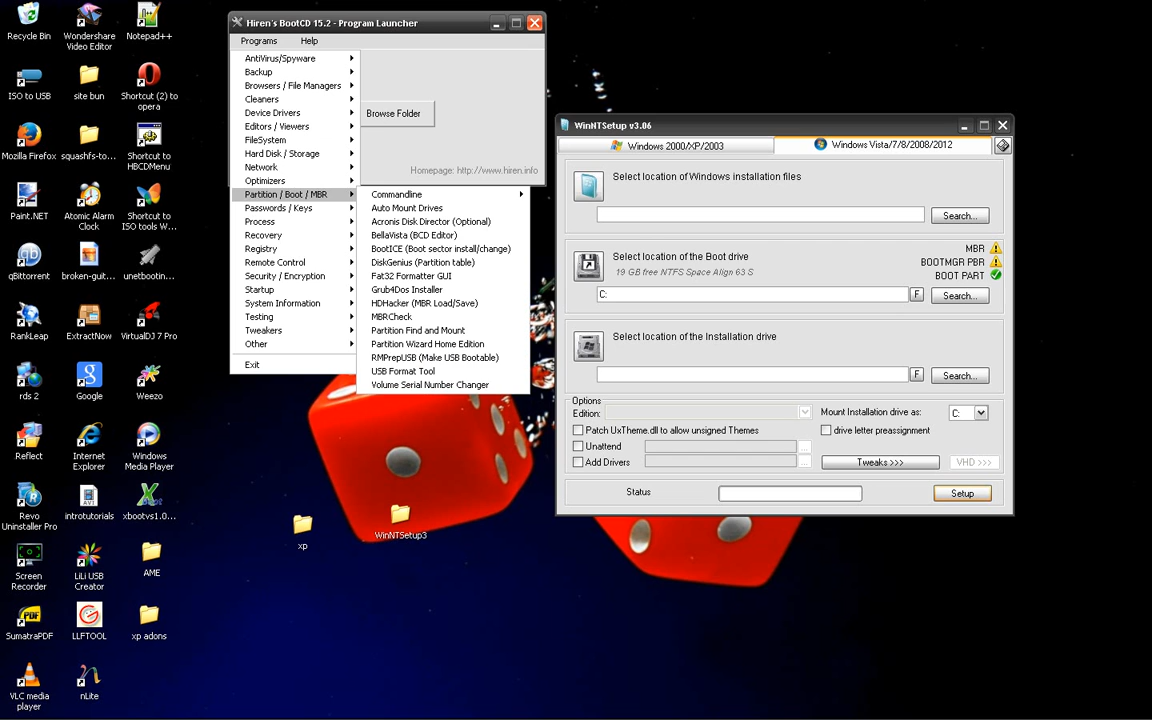 Recycle Bin
Wondershare
Video Editor
Notepad++
ISO to USB
site bun
Shortcut (2) to
opera
Mozilla Firefox
squashfs-to...
Shortcut to
HBCDMenu
Paint.NET
Atomic Alarm
Clock
Shortcut to
ISO tools W...
qBittorrent
broken-guit...
unetbootin...
RankLeap
ExtractNow
VirtualDJ 7 Pro
rds 2
Google
Weezo
Reflect
Internet
Explorer
Windows
Media Player
Revo
Uninstaller Pro
introtutorials
xbootvs1.0...
Screen
Recorder
LiLi USB
Creator
AME
SumatraPDF
LLFTOOL
xp adons
VLC media
player
nLite
xp
WinNTSetup3
Hiren's BootCD 15.2 - Program Launcher
Programs Help
Browse Folder
Homepage: http://www.hiren.info
AntiVirus/Spyware
Backup
Browsers / File Managers
Cleaners
Device Drivers
Editors / Viewers
FileSystem
Hard Disk / Storage
Network
Optimizers
Partition / Boot / MBR
Passwords / Keys
Process
Recovery
Registry
Remote Control
Security / Encryption
Startup
System Information
Testing
Tweakers
Other
Exit
Commandline
Auto Mount Drives
Acronis Disk Director (Optional)
BellaVista (BCD Editor)
BootICE (Boot sector install/change)
DiskGenius (Partition table)
Fat32 Formatter GUI
Grub4Dos Installer
HDHacker (MBR Load/Save)
MBRCheck
Partition Find and Mount
Partition Wizard Home Edition
RMPrepUSB (Make USB Bootable)
USB Format Tool
Volume Serial Number Changer
WinNTSetup v3.06
Windows 2000/XP/2003
Windows Vista/7/8/2008/2012
Select location of Windows installation files
Search...
Select location of the Boot drive
19 GB free NTFS Space Align 63 S
MBR
BOOTMGR PBR
BOOT PART
C:
F
Search...
Select location of the Installation drive
F
Search...
Options
Edition:
Mount Installation drive as:
C:
Patch UxTheme.dll to allow unsigned Themes
drive letter preassignment
Unattend
...
Add Drivers
...
Tweaks >>>
VHD >>>
Status
Setup